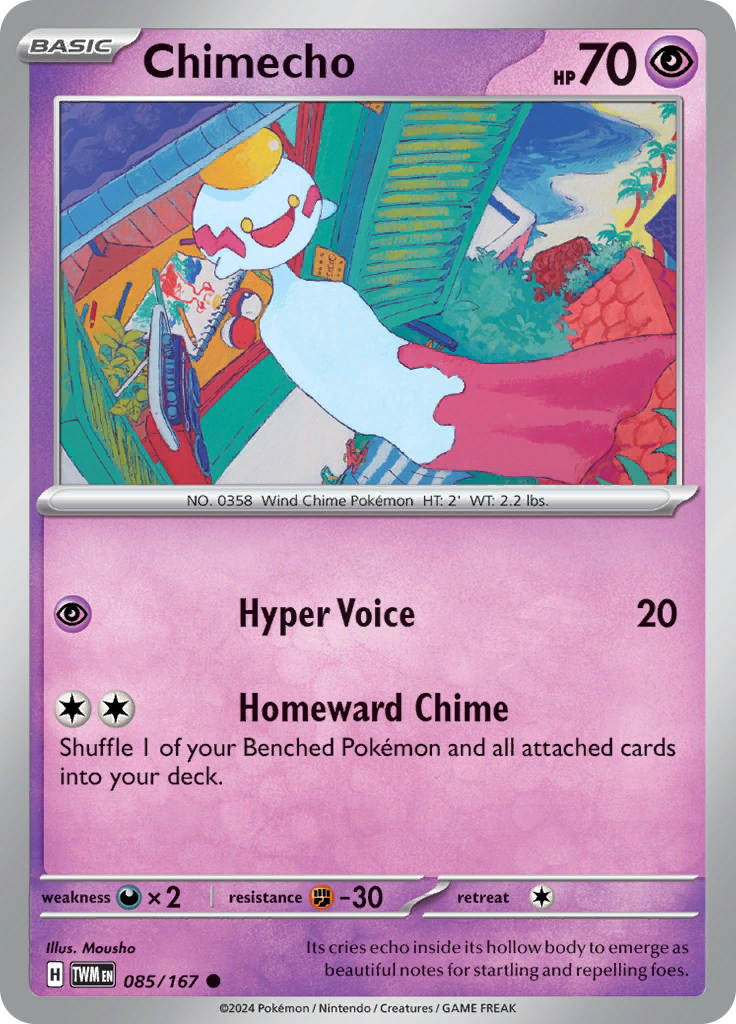 BASIC
Chimecho
HP 70
NO. 0358 Wind Chime Pokémon HT: 2' WT: 2.2 lbs.
Hyper Voice 20
Homeward Chime
Shuffle 1 of your Benched Pokémon and all attached cards
into your deck.
weakness ×2 resistance -30 retreat
Illus. Mousho
Its cries echo inside its hollow body to emerge as
beautiful notes for startling and repelling foes.
H TWM EN 085/167
©2024 Pokémon / Nintendo / Creatures / GAME FREAK